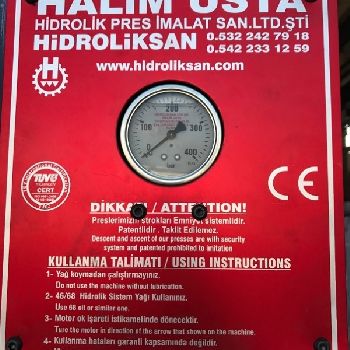 HALİM USTA
HİDROLİK PRES İMALAT SAN.LTD.ŞTİ
HİDROLİKSAN 0.532 242 79 18
0.542 233 12 59
www.hidroliksan.com
0 100 200 300 400
bar
CERT
CE
DİKKAT / ATTENTION!
Preslerimizin strokları Emniyet sistemlidir.
Patentlidir . Taklit Edilemez.
Descent and ascent of our presses are with security
system and patented prohibited to imitation
KULLANMA TALİMATI / USING INSTRUCTIONS
1- Yağ koymadan çalıştırmayınız.
Do not use the machine without lubrication.
2- 46/68 Hidrolik Sistem Yağı Kullanınız.
Use 68 oil or similar one.
3- Motor ok işareti istikametinde dönecektir.
Turn the motor in direction of the arrow that shown on the machine.
4- Kullanma hataları garanti kapsamında değildir.